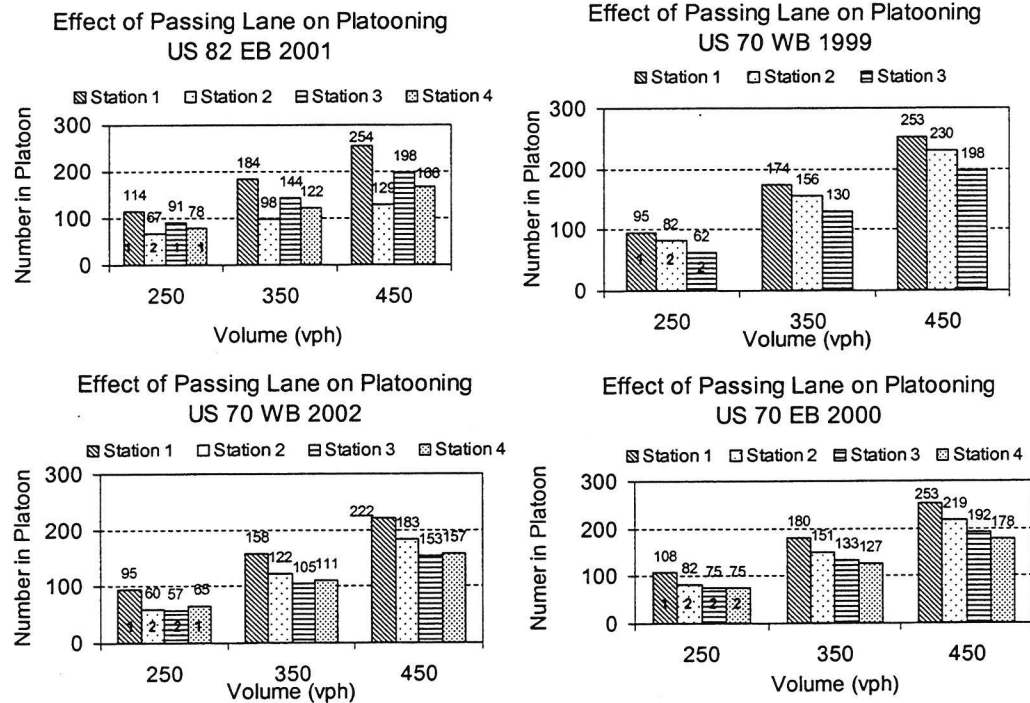 Effect of Passing Lane on Platooning
US 82 EB 2001
Station 1 Station 2 Station 3 Station 4
Number in Platoon
300
200
100
0
114 67 91 78
1 2 1 1
184 98 144 122
254 129 198 168
250 350 450
Volume (vph)
Effect of Passing Lane on Platooning
US 70 WB 1999
Station 1 Station 2 Station 3
Number in Platoon
300
200
100
0
95 82 62
1 2 2
174 156 130
253 230 198
250 350 450
Volume (vph)
Effect of Passing Lane on Platooning
US 70 WB 2002
Station 1 Station 2 Station 3 Station 4
Number in Platoon
300
200
100
0
95 60 57 65
1 2 2 1
158 122 105 111
222 183 153 157
250 350 450
Volume (vph)
Effect of Passing Lane on Platooning
US 70 EB 2000
Station 1 Station 2 Station 3 Station 4
Numer in Platoon
300
200
100
0
108 82 75 75
1 2 2 2
180 151 133 127
253 219 192 178
250 350 450
Volume (vph)